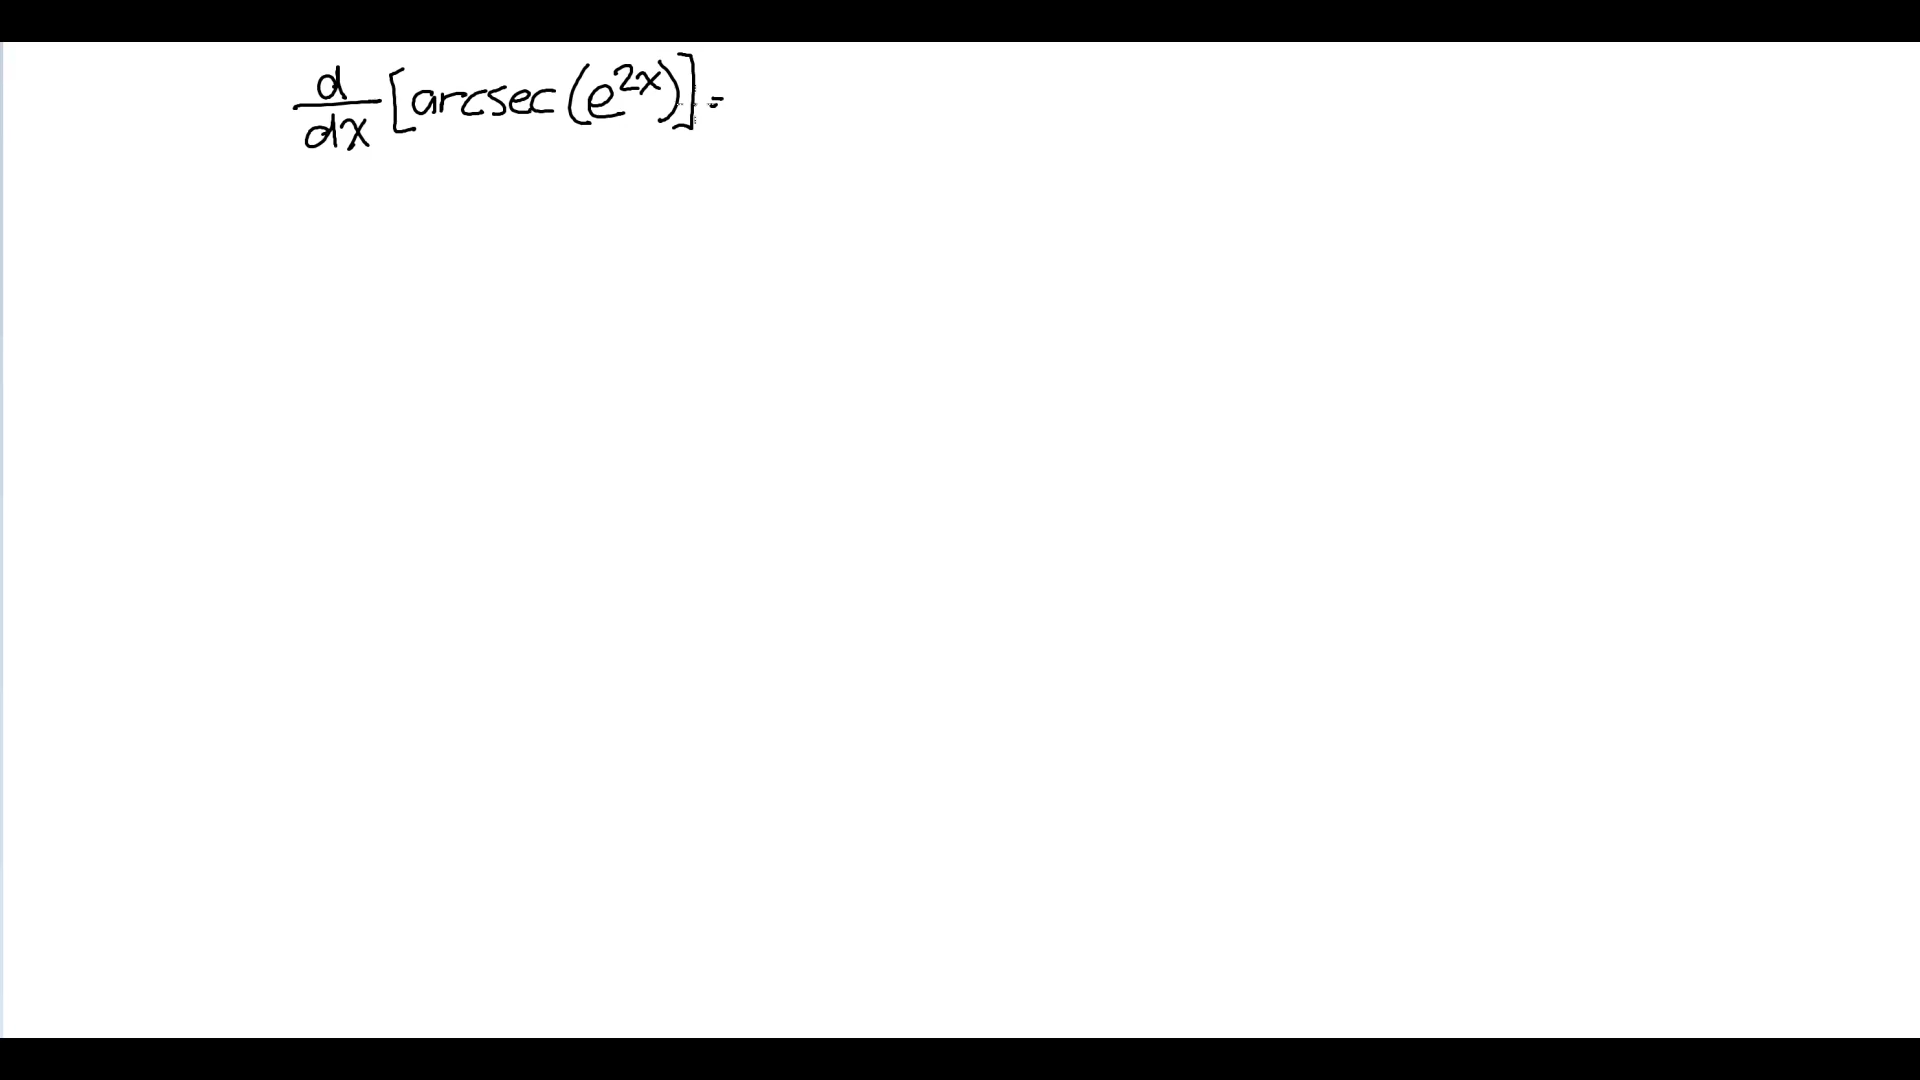 d/dx [arcsec(e^{2x})] =